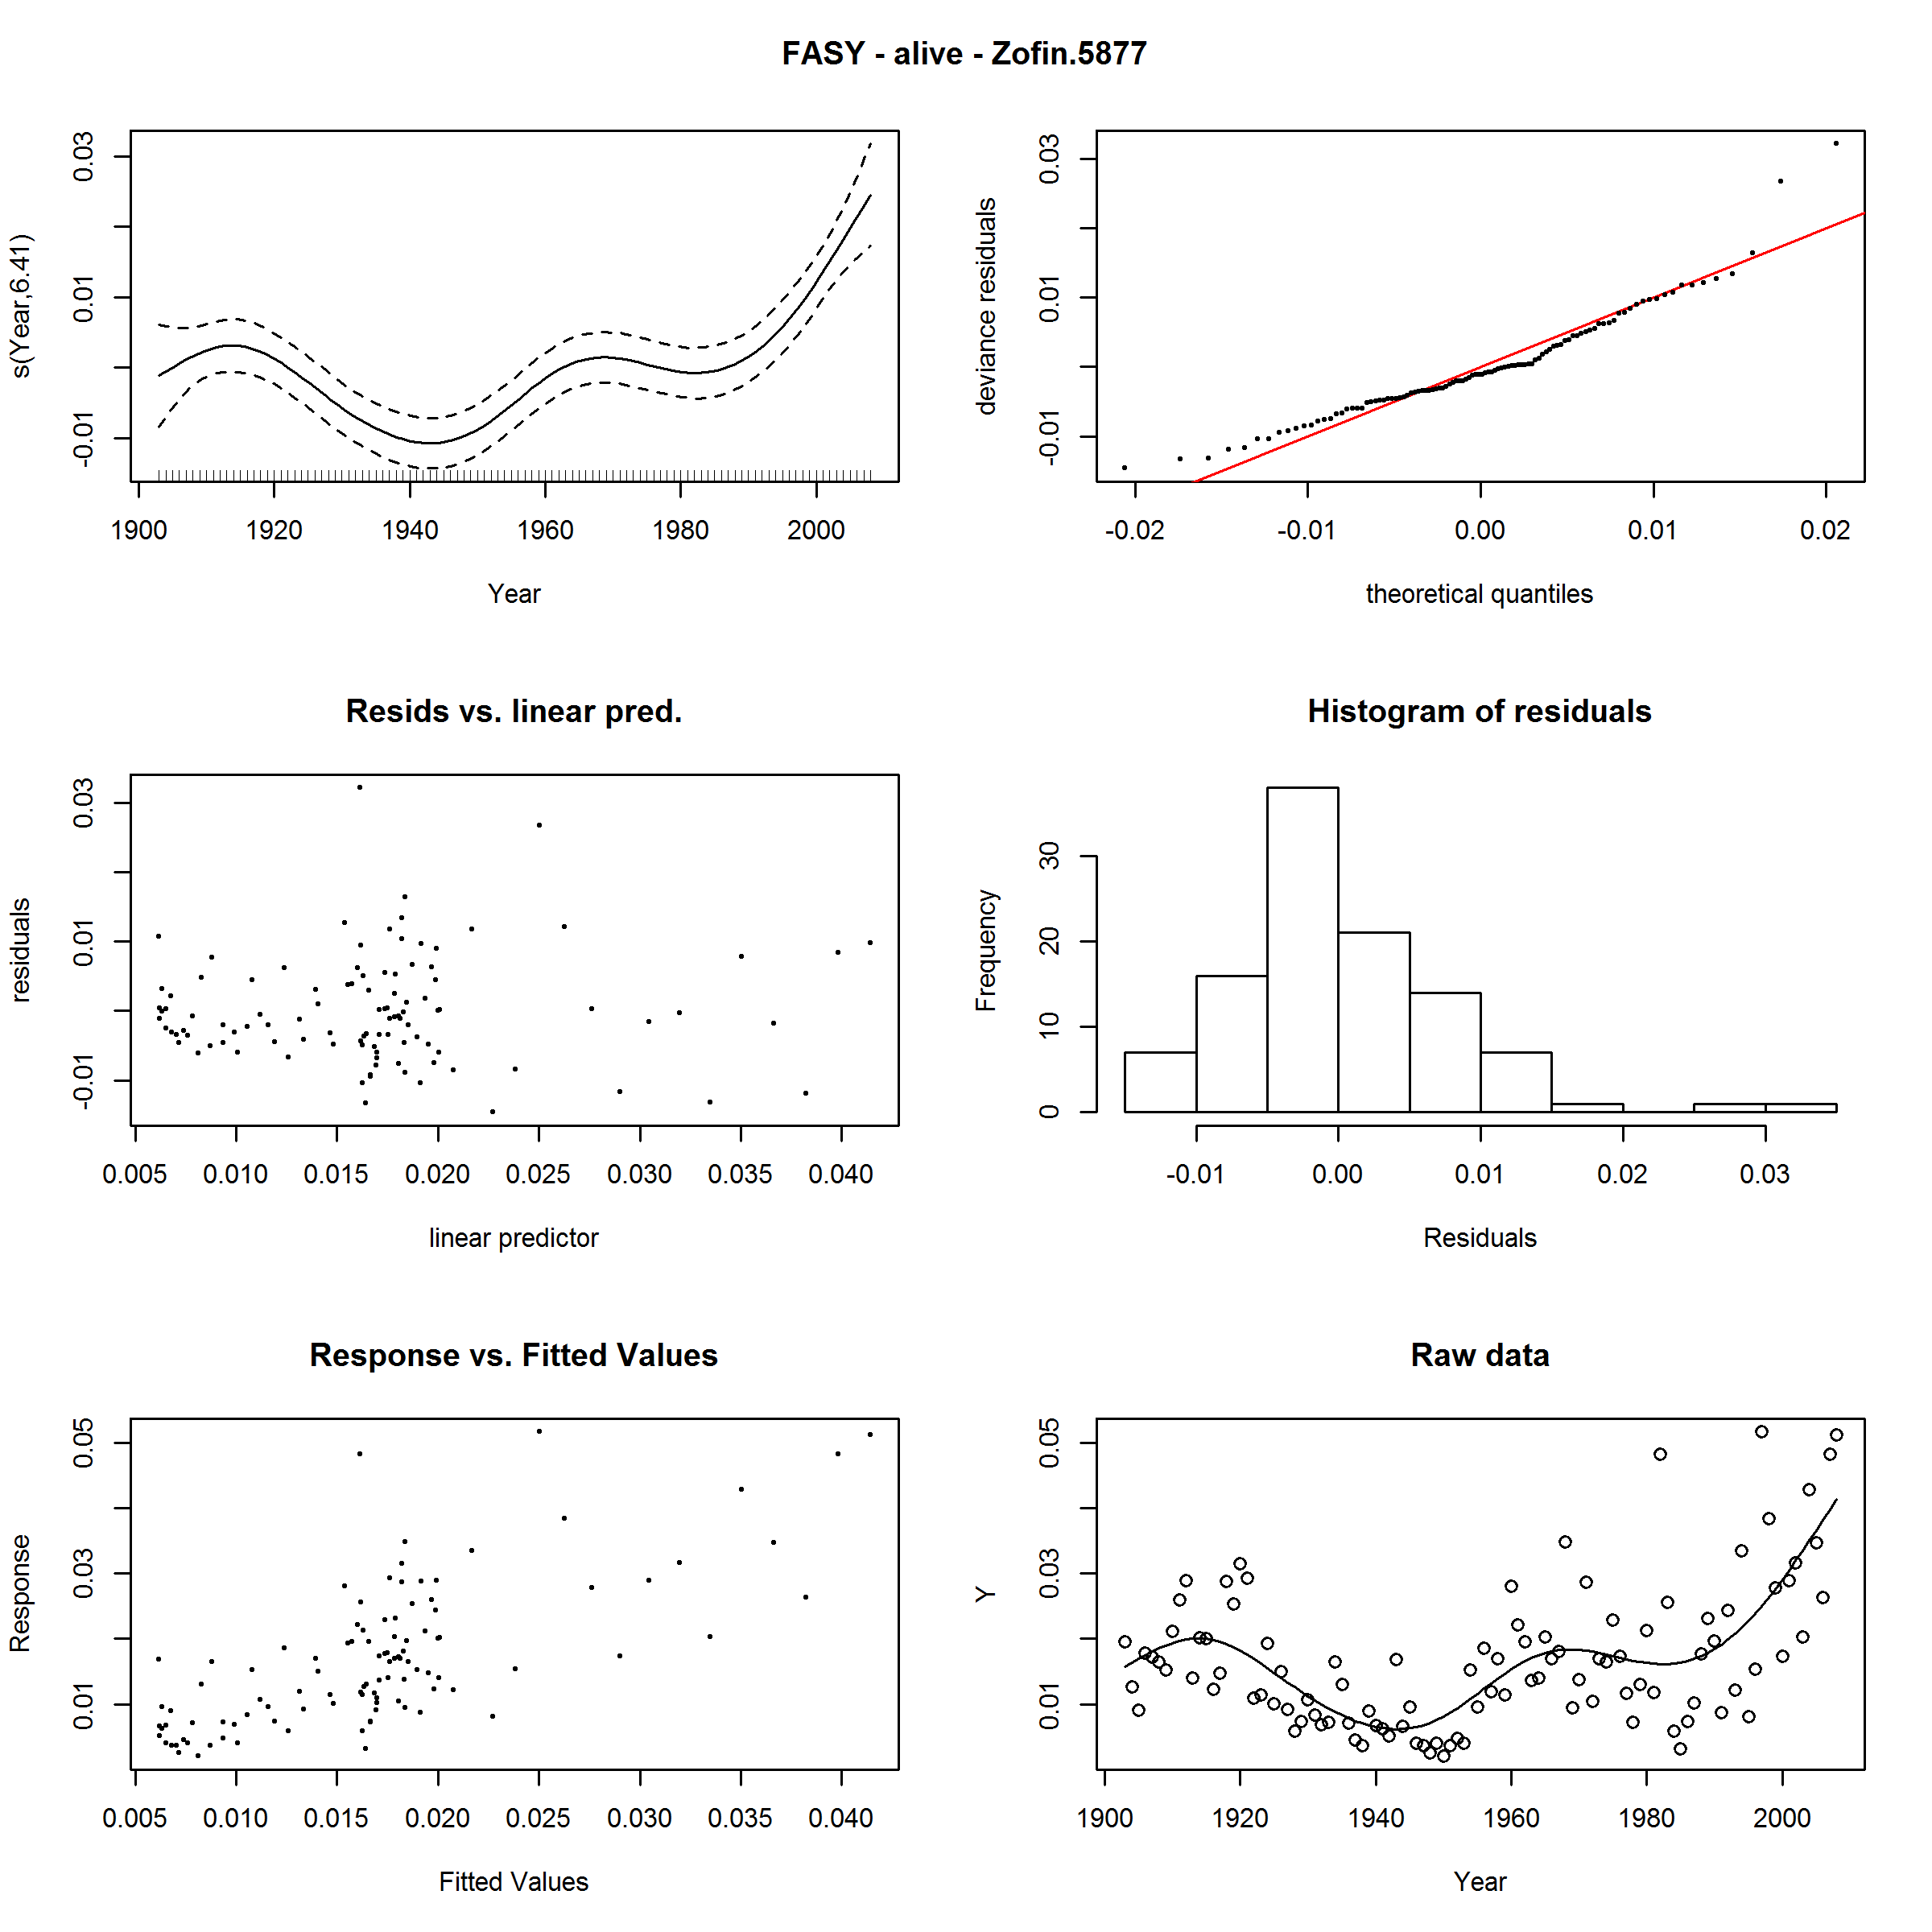 FASY - alive - Zofin.5877
s(Year,6.41)
-0.01 0.01 0.03
1900 1920 1940 1960 1980 2000
Year
deviance residuals
-0.01 0.01 0.03
-0.02 -0.01 0.00 0.01 0.02
theoretical quantiles
Resids vs. linear pred.
residuals
-0.01 0.01 0.03
0.005 0.010 0.015 0.020 0.025 0.030 0.035 0.040
linear predictor
Histogram of residuals
Frequency
0 10 20 30
-0.01 0.00 0.01 0.02 0.03
Residuals
Response vs. Fitted Values
Response
0.01 0.03 0.05
0.005 0.010 0.015 0.020 0.025 0.030 0.035 0.040
Fitted Values
Raw data
Y
0.01 0.03 0.05
1900 1920 1940 1960 1980 2000
Year